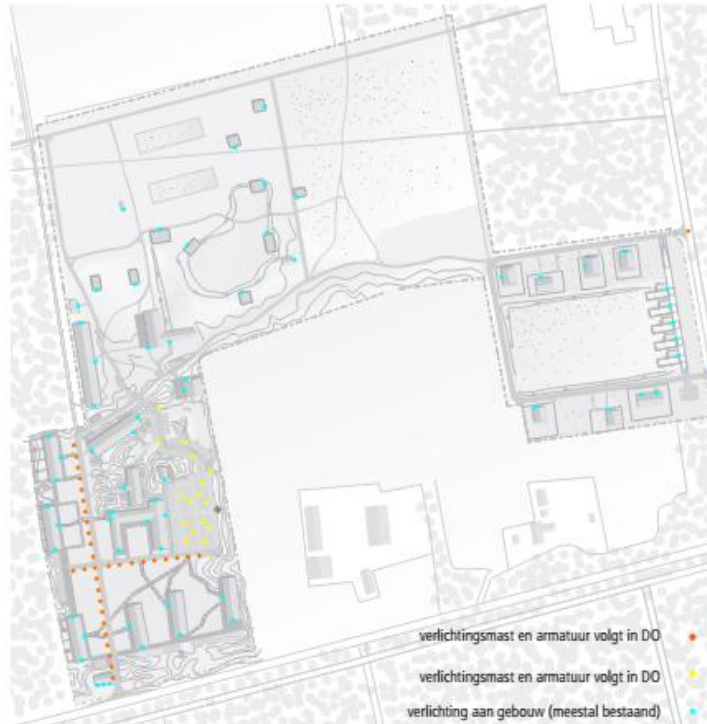 verlichtingsmast en armatuur volgt in DO
verlichtingsmast en armatuur volgt in DO
verlichting aan gebouw (meestal bestaand)